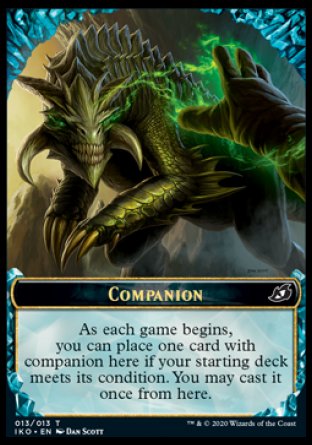 COMPANION
As each game begins,
you can place one card with
companion here if your starting deck
meets its condition. You may cast it
once from here.
013/013 T
IKO • EN DAN SCOTT
™ & © 2020 Wizards of the Coast